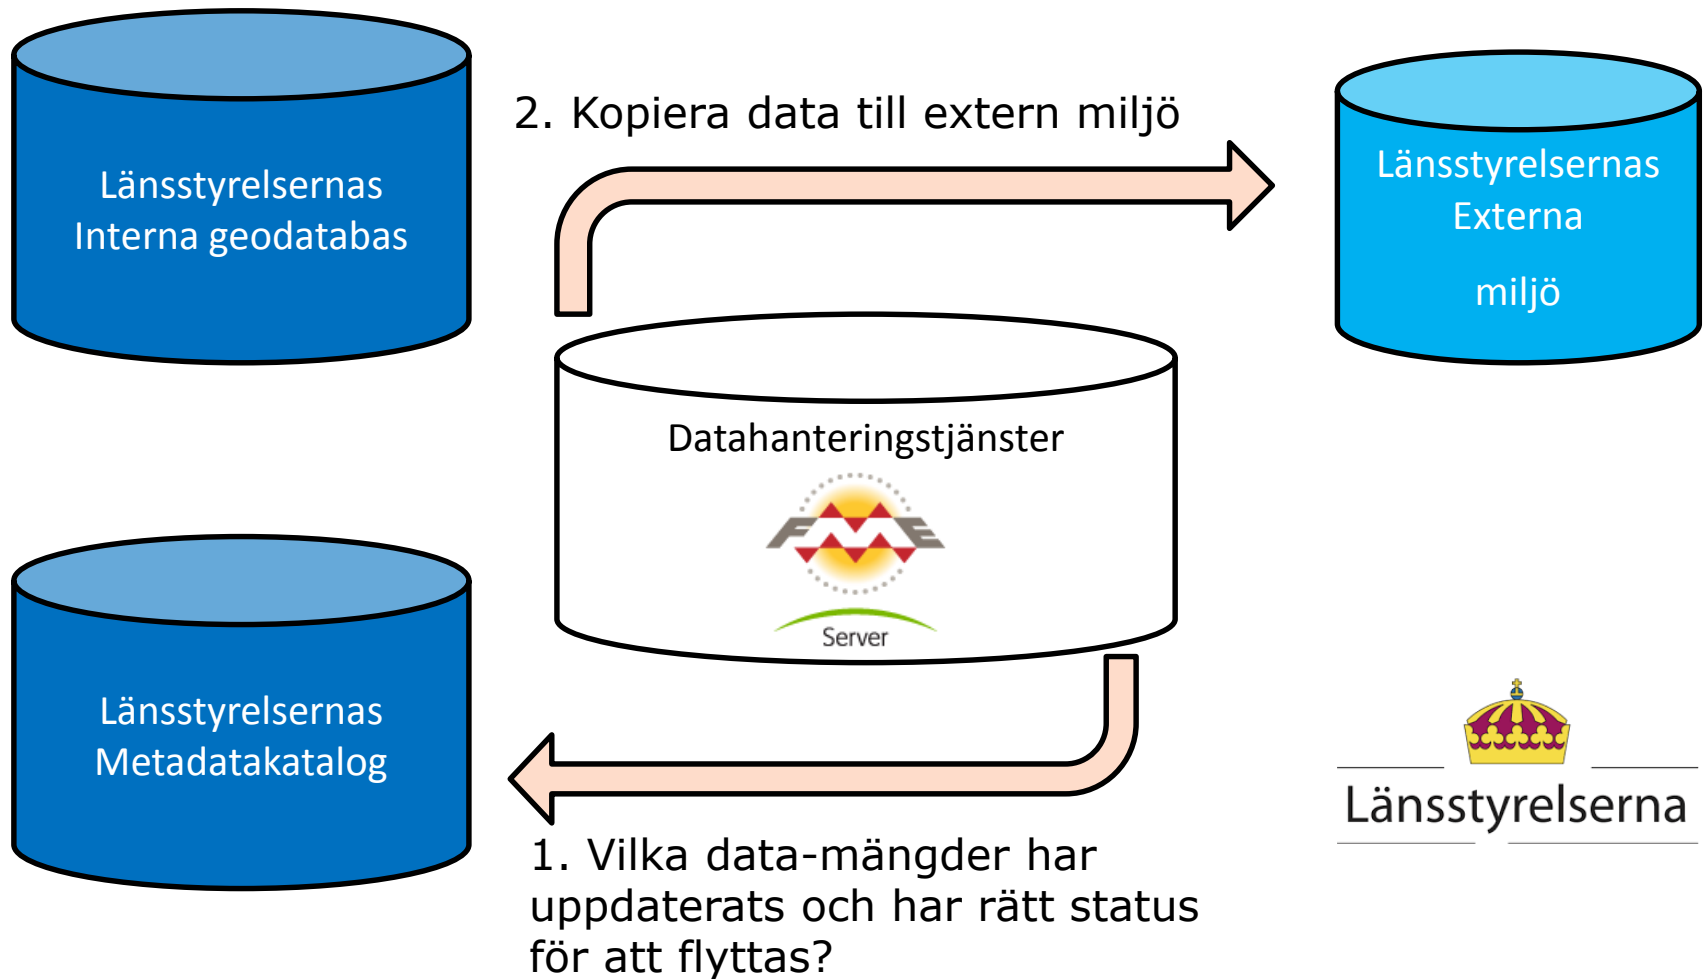 Länsstyrelsernas
Interna geodatabas
2. Kopiera data till extern miljö
Länsstyrelsernas
Externa
miljö
Datahanteringstjänster
FME
Server
Länsstyrelsernas
Metadatakatalog
1. Vilka data-mängder har
uppdaterats och har rätt status
för att flyttas?
Länsstyrelserna